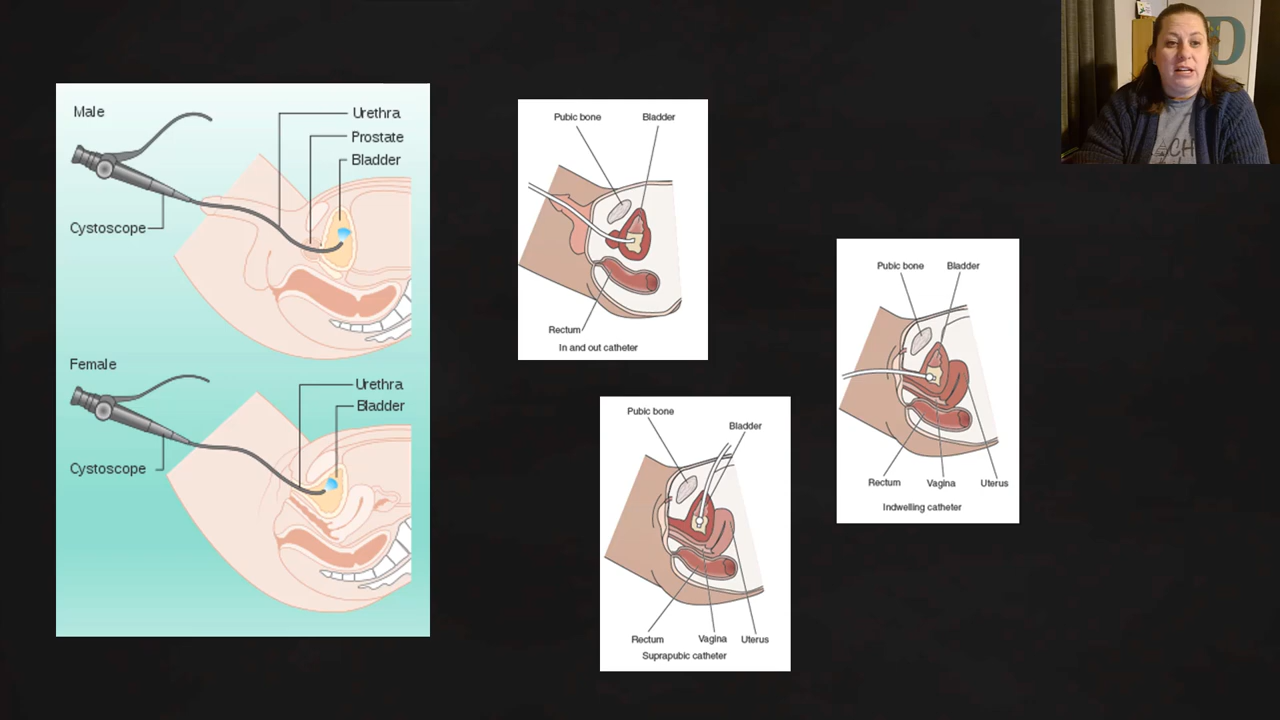 Male
Urethra
Prostate
Bladder
Cystoscope
Female
Urethra
Bladder
Cystoscope
Pubic bone Bladder
Rectum
In and out catheter
Pubic bone
Bladder
Rectum Vagina Uterus
Suprapubic catheter
Pubic bone Bladder
Rectum Vagina Uterus
Indwelling catheter
D
ACH